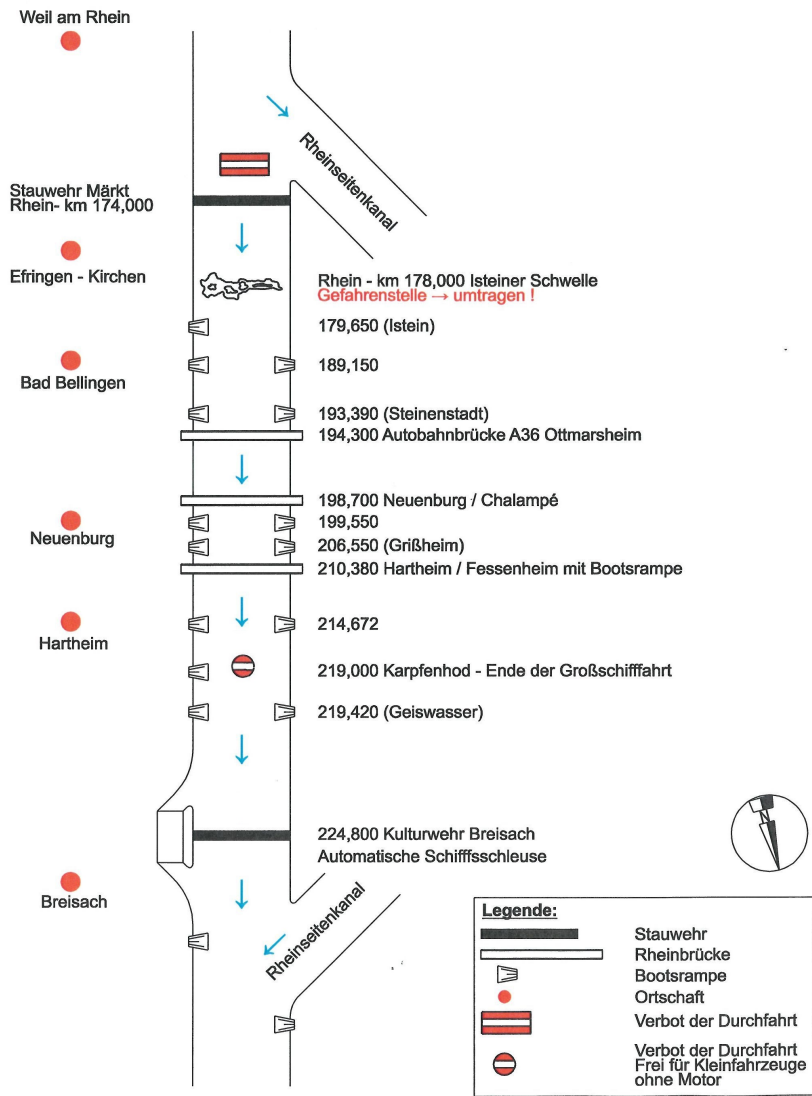 Weil am Rhein
Rheinseitenkanal
Stauwehr Märkt
Rhein- km 174,000
Efringen - Kirchen
Rhein - km 178,000 Isteiner Schwelle
Gefahrenstelle → umtragen !
179,650 (Istein)
189,150
Bad Bellingen
193,390 (Steinenstadt)
194,300 Autobahnbrücke A36 Ottmarsheim
198,700 Neuenburg / Chalampé
199,550
Neuenburg
206,550 (Grißheim)
210,380 Hartheim / Fessenheim mit Bootsrampe
214,672
Hartheim
219,000 Karpfenhod - Ende der Großschifffahrt
219,420 (Geiswasser)
224,800 Kulturwehr Breisach
Automatische Schifffsschleuse
Breisach
Rheinseitenkanal
N
Legende:
Stauwehr
Rheinbrücke
Bootsrampe
Ortschaft
Verbot der Durchfahrt
Verbot der Durchfahrt
Frei für Kleinfahrzeuge
ohne Motor